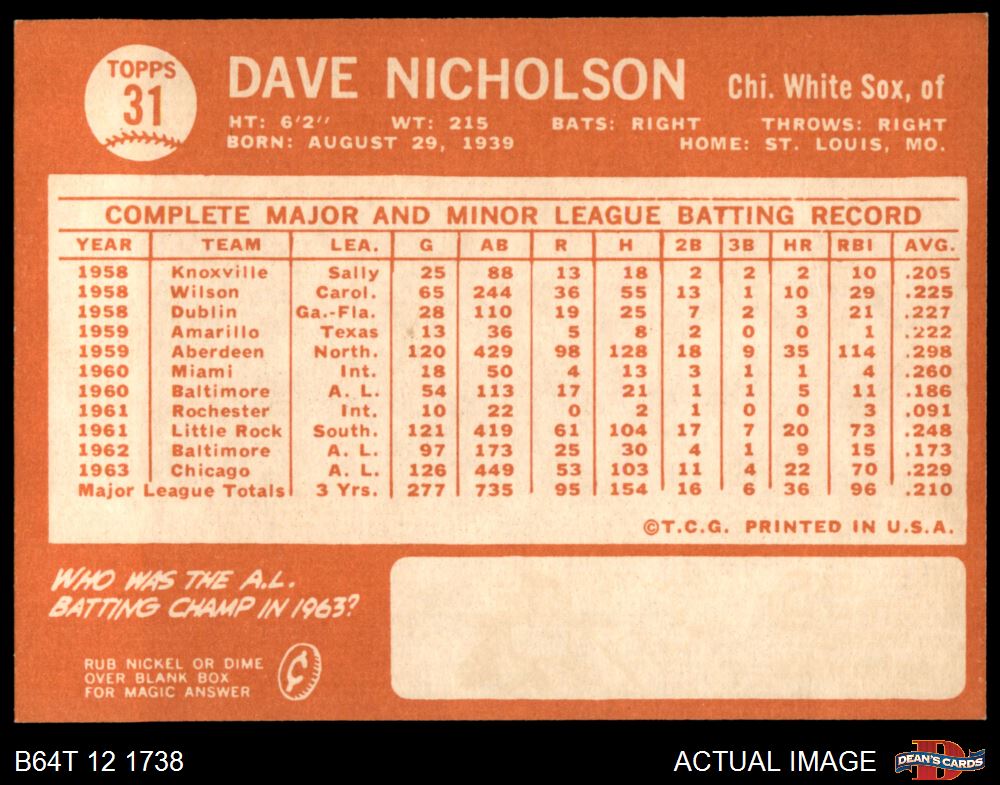 TOPPS
31
DAVE NICHOLSON Chi. White Sox, of
HT: 6'2" WT: 215 BATS: RIGHT THROWS: RIGHT
BORN: AUGUST 29, 1939 HOME: ST. LOUIS, MO.
COMPLETE MAJOR AND MINOR LEAGUE BATTING RECORD
YEAR TEAM LEA. G AB R H 2B 3B HR RBI AVG.
1958 Knoxville Sally 25 88 13 18 2 2 2 10 .205
1958 Wilson Carol. 65 244 36 55 13 1 10 29 .225
1958 Dublin Ga.-Fla. 28 110 19 25 7 2 3 21 .227
1959 Amarillo Texas 13 36 5 8 2 0 0 1 .222
1959 Aberdeen North. 120 429 98 128 18 9 35 114 .298
1960 Miami Int. 18 50 4 13 3 1 1 4 .260
1960 Baltimore A. L. 54 113 17 21 1 1 5 11 .186
1961 Rochester Int. 10 22 0 2 1 0 0 3 .091
1961 Little Rock South. 121 419 61 104 17 7 20 73 .248
1962 Baltimore A. L. 97 173 25 30 4 1 9 15 .173
1963 Chicago A. L. 126 449 53 103 11 4 22 70 .229
Major League Totals 3 Yrs. 277 735 95 154 16 6 36 96 .210
©T.C.G. PRINTED IN U.S.A.
WHO WAS THE A.L.
BATTING CHAMP IN 1963?
RUB NICKEL OR DIME
OVER BLANK BOX
FOR MAGIC ANSWER
¢
B64T 12 1738 ACTUAL IMAGE DEAN'S CARDS